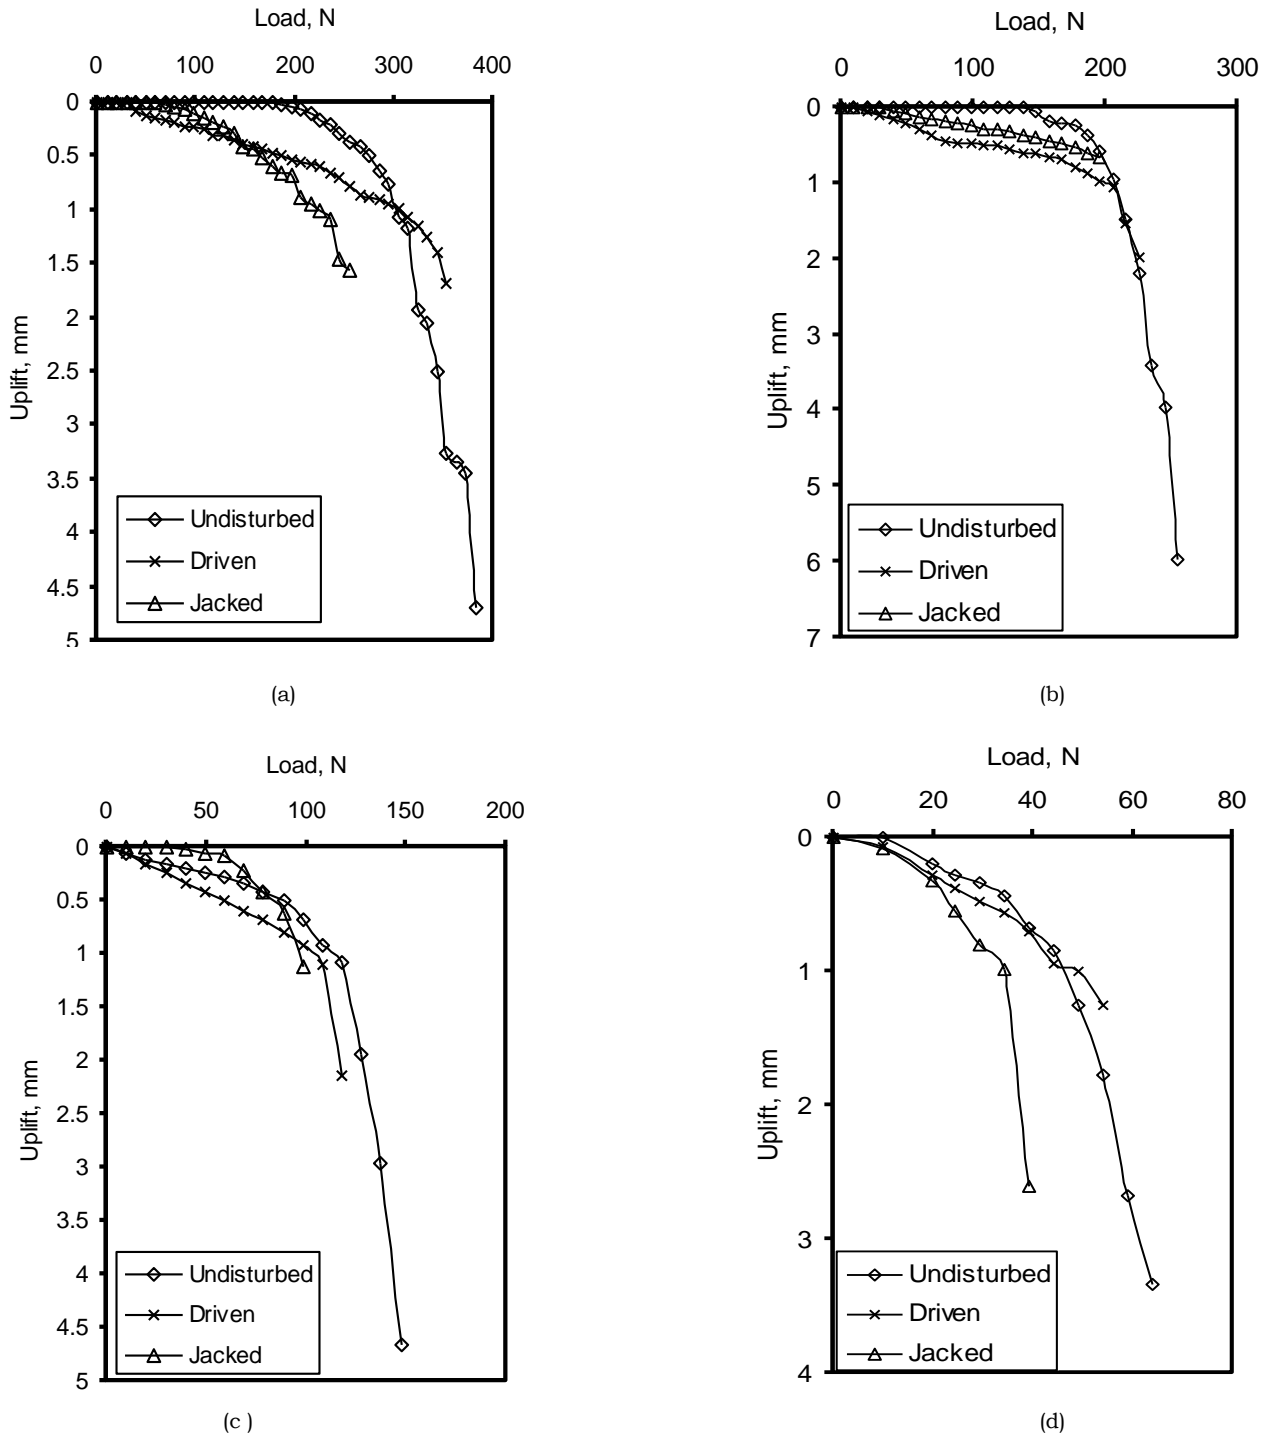 Load, N
0 100 200 300 400
0
0.5
1
1.5
2
2.5
3
3.5
4
4.5
5
Uplift, mm
Undisturbed
Driven
Jacked
(a)
Load, N
0 100 200 300
0
1
2
3
4
5
6
7
Uplift, mm
Undisturbed
Driven
Jacked
(b)
Load, N
0 50 100 150 200
0
0.5
1
1.5
2
2.5
3
3.5
4
4.5
5
Uplift, mm
Undisturbed
Driven
Jacked
(c )
Load, N
0 20 40 60 80
0
1
2
3
4
Uplift, mm
Undisturbed
Driven
Jacked
(d)